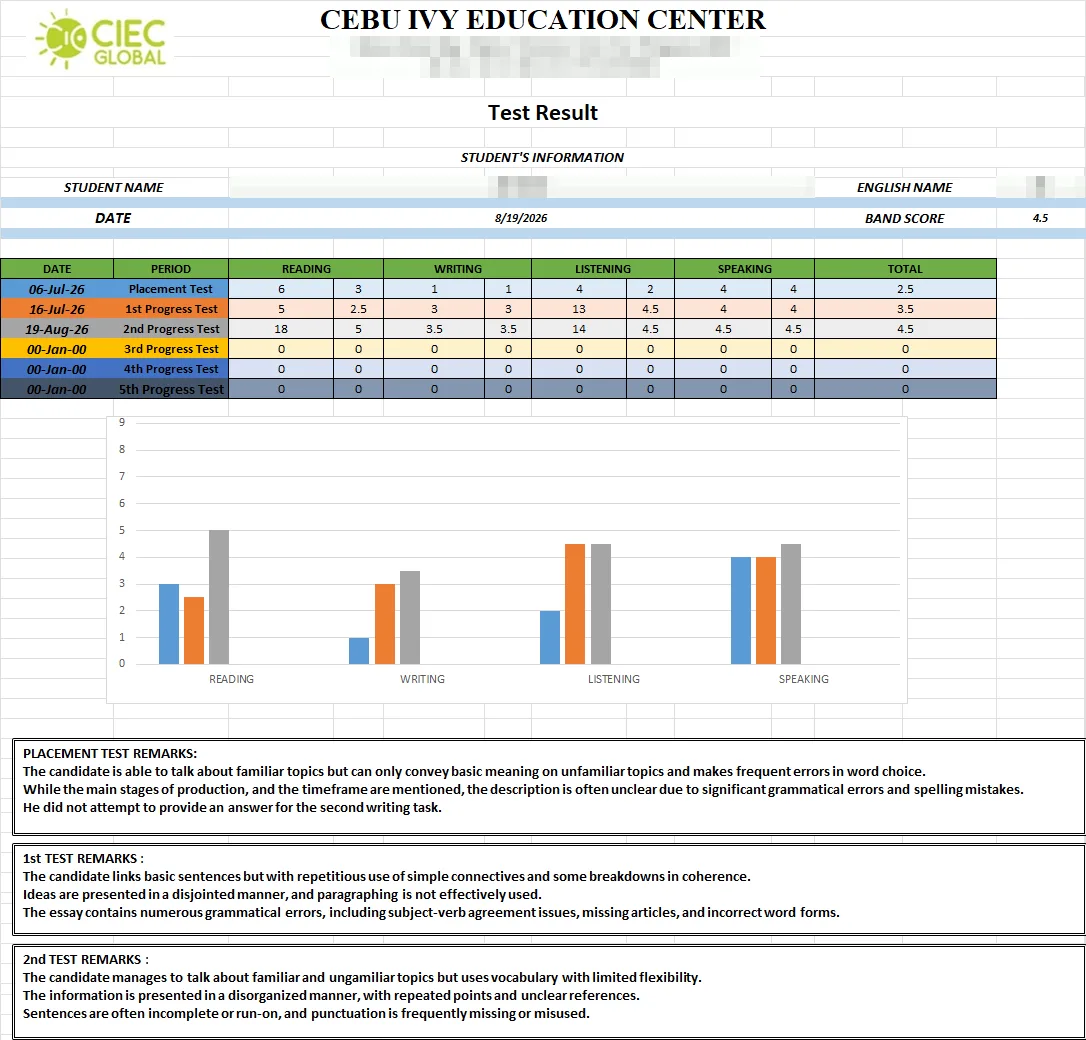 CIEC
GLOBAL
CEBU IVY EDUCATION CENTER
Test Result
STUDENT'S INFORMATION
STUDENT NAME ENGLISH NAME
DATE 8/19/2026 BAND SCORE 4.5
DATE PERIOD READING WRITING LISTENING SPEAKING TOTAL
06-Jul-26 Placement Test 6 3 1 1 4 2 4 4 2.5
16-Jul-26 1st Progress Test 5 2.5 3 3 13 4.5 4 4 3.5
19-Aug-26 2nd Progress Test 18 5 3.5 3.5 14 4.5 4.5 4.5 4.5
00-Jan-00 3rd Progress Test 0 0 0 0 0 0 0 0 0
00-Jan-00 4th Progress Test 0 0 0 0 0 0 0 0 0
00-Jan-00 5th Progress Test 0 0 0 0 0 0 0 0 0
9
8
7
6
5
4
3
2
1
0
READING WRITING LISTENING SPEAKING
PLACEMENT TEST REMARKS:
The candidate is able to talk about familiar topics but can only convey basic meaning on unfamiliar topics and makes frequent errors in word choice.
While the main stages of production, and the timeframe are mentioned, the description is often unclear due to significant grammatical errors and spelling mistakes.
He did not attempt to provide an answer for the second writing task.
1st TEST REMARKS :
The candidate links basic sentences but with repetitious use of simple connectives and some breakdowns in coherence.
Ideas are presented in a disjointed manner, and paragraphing is not effectively used.
The essay contains numerous grammatical errors, including subject-verb agreement issues, missing articles, and incorrect word forms.
2nd TEST REMARKS :
The candidate manages to talk about familiar and ungamiliar topics but uses vocabulary with limited flexibility.
The information is presented in a disorganized manner, with repeated points and unclear references.
Sentences are often incomplete or run-on, and punctuation is frequently missing or misused.